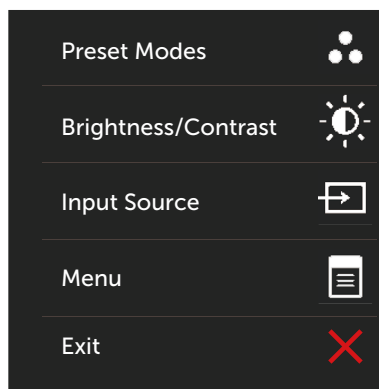 Preset Modes
Brightness/Contrast
Input Source
Menu
Exit